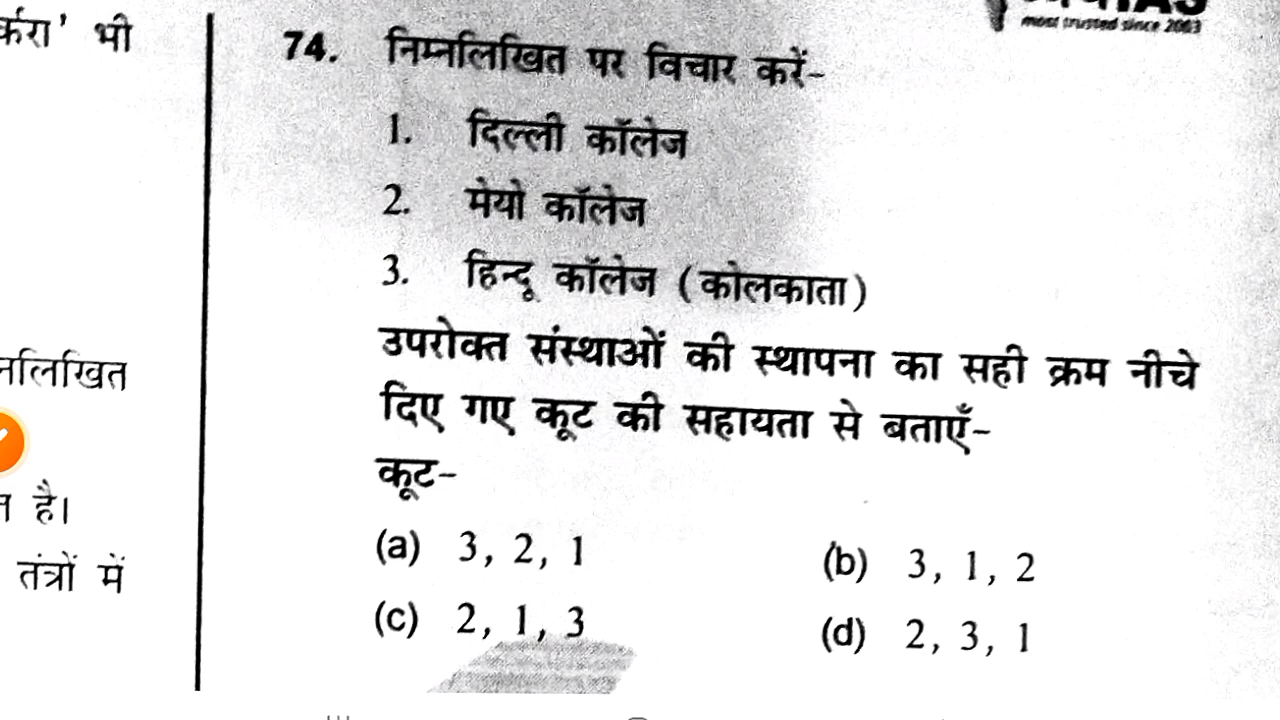 र्करा' भी
नलिखित
है।
तंत्रों में
most trusted since 2003
74. निम्नलिखित पर विचार करें-
1. दिल्ली कॉलेज
2. मेयो कॉलेज
3. हिन्दू कॉलेज (कोलकाता)
उपरोक्त संस्थाओं की स्थापना का सही क्रम नीचे
दिए गए कूट की सहायता से बताएँ-
कूट-
(a) 3, 2, 1 (b) 3, 1, 2
(c) 2, 1, 3 (d) 2, 3, 1